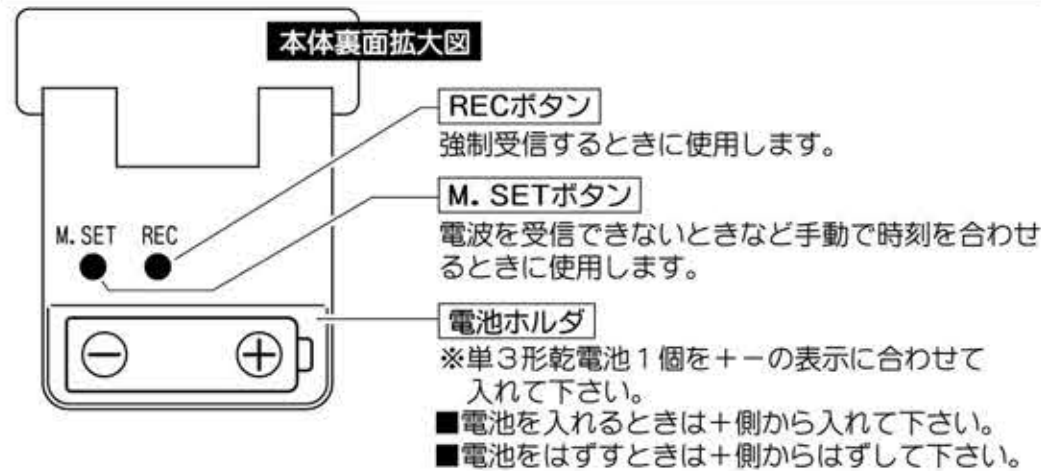 本体裏面拡大図
RECボタン
強制受信するときに使用します。
M. SETボタン
電波を受信できないときなど手動で時刻を合わせ
るときに使用します。
M. SET REC
電池ホルダ
※単3形乾電池1個を+-の表示に合わせて
入れて下さい。
■電池を入れるときは+側から入れて下さい。
■電池をはずすときは+側からはずして下さい。